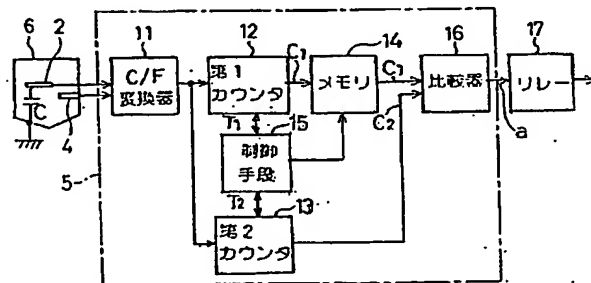 6
2
C
4
5
11
C/F
変換器
12
第1
カウンタ
C1
14
メモリ
C1
16
比較器
17
リレー
a
C2
T1
15
制御
手段
T2
13
第2
カウンタ